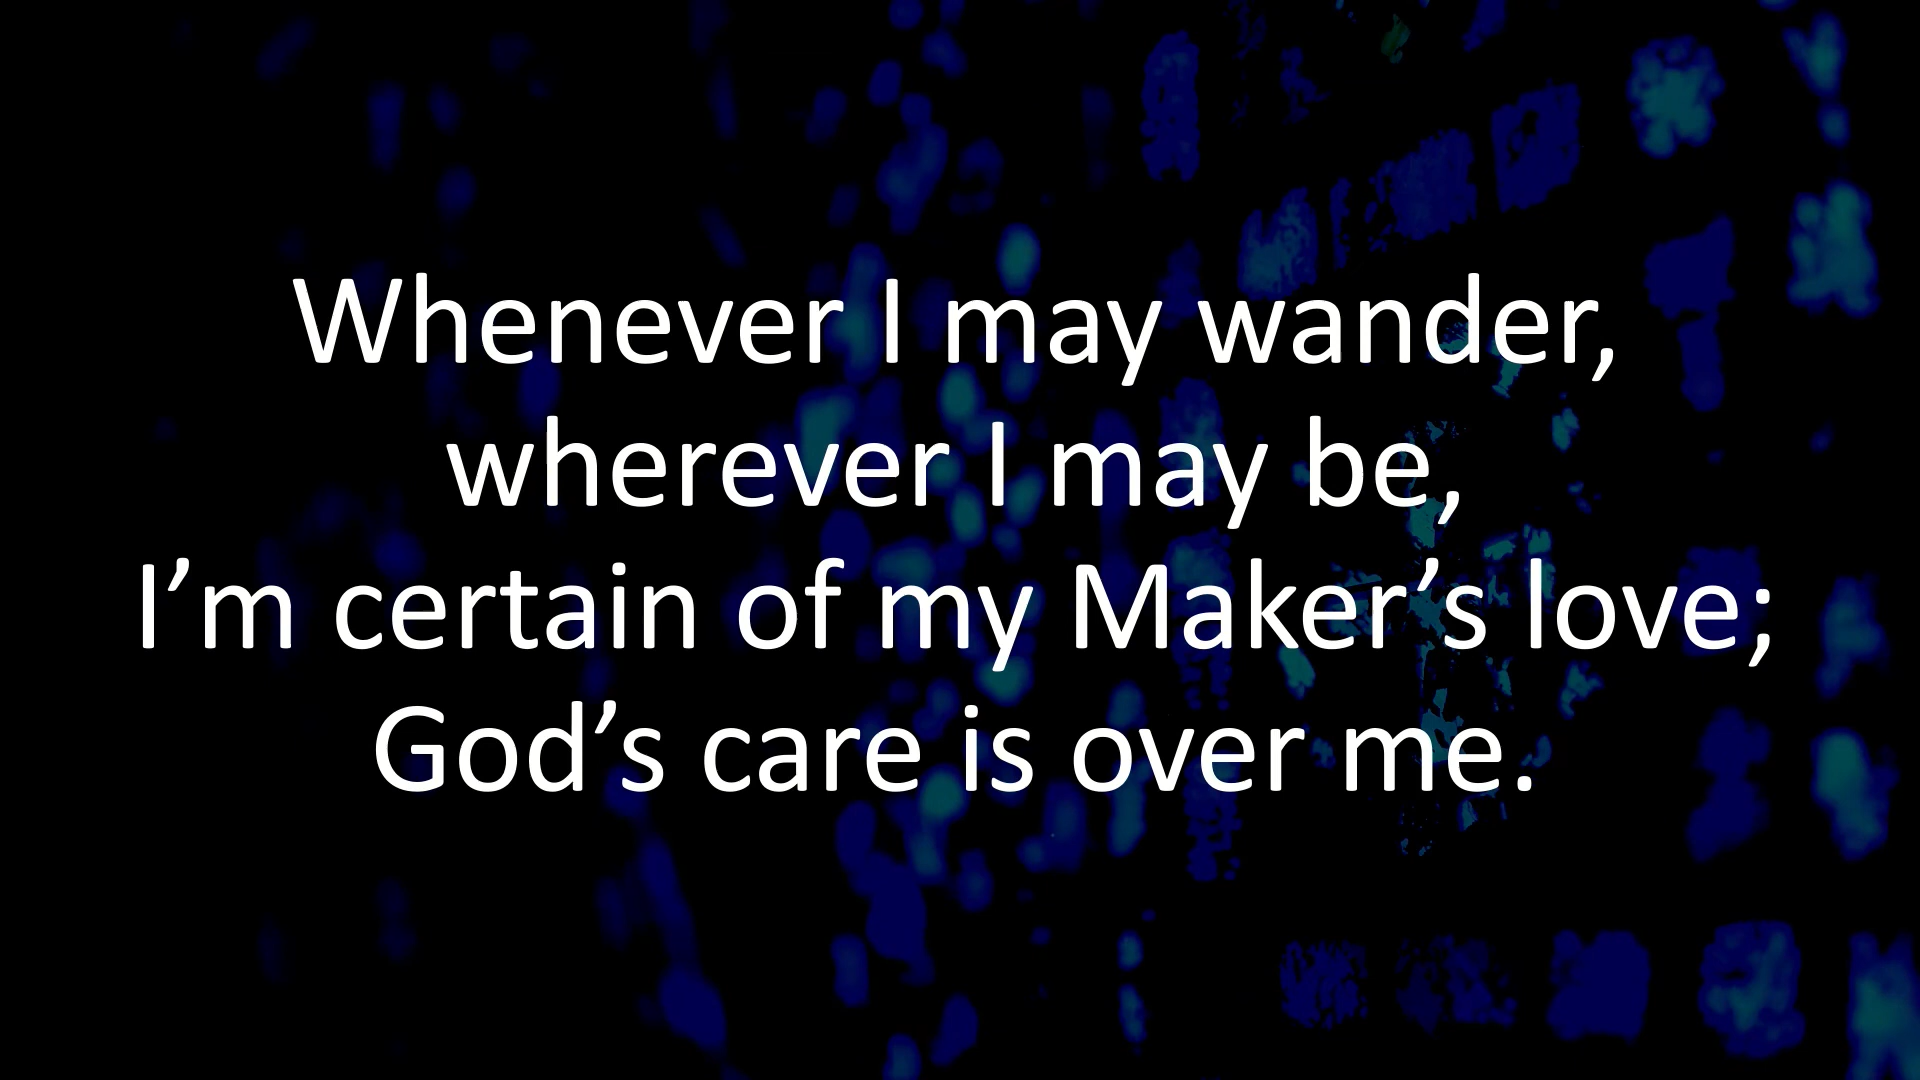 Whenever I may wander,
wherever I may be,
I’m certain of my Maker’s love;
God’s care is over me.